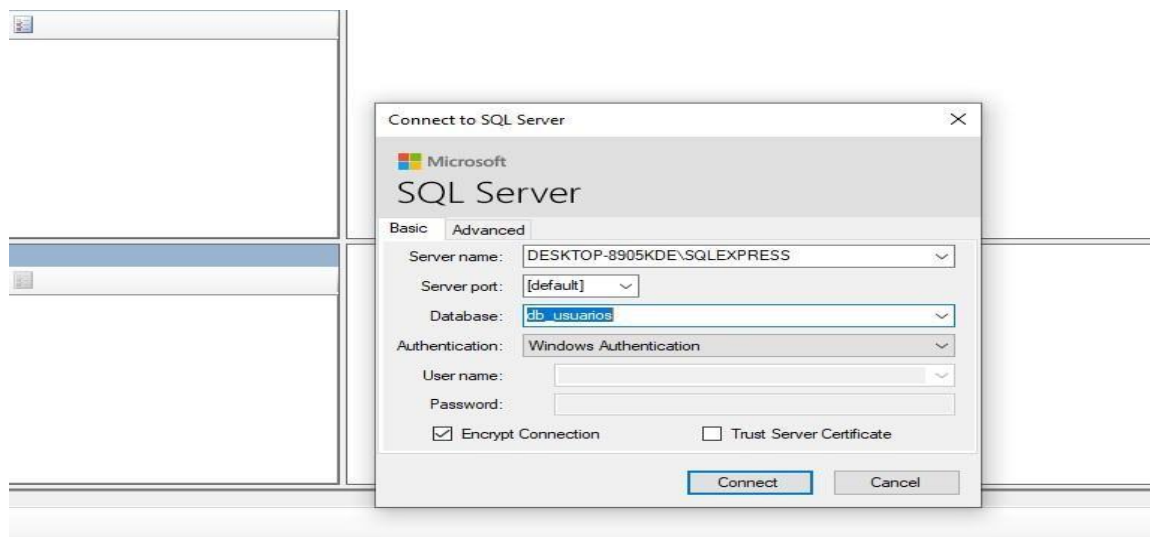 Connect to SQL Server
Microsoft
SQL Server
Basic Advanced
Server name: DESKTOP-8905KDE\SQLEXPRESS
Server port: [default]
Database: db_usuarios
Authentication: Windows Authentication
User name:
Password:
Encrypt Connection Trust Server Certificate
Connect Cancel